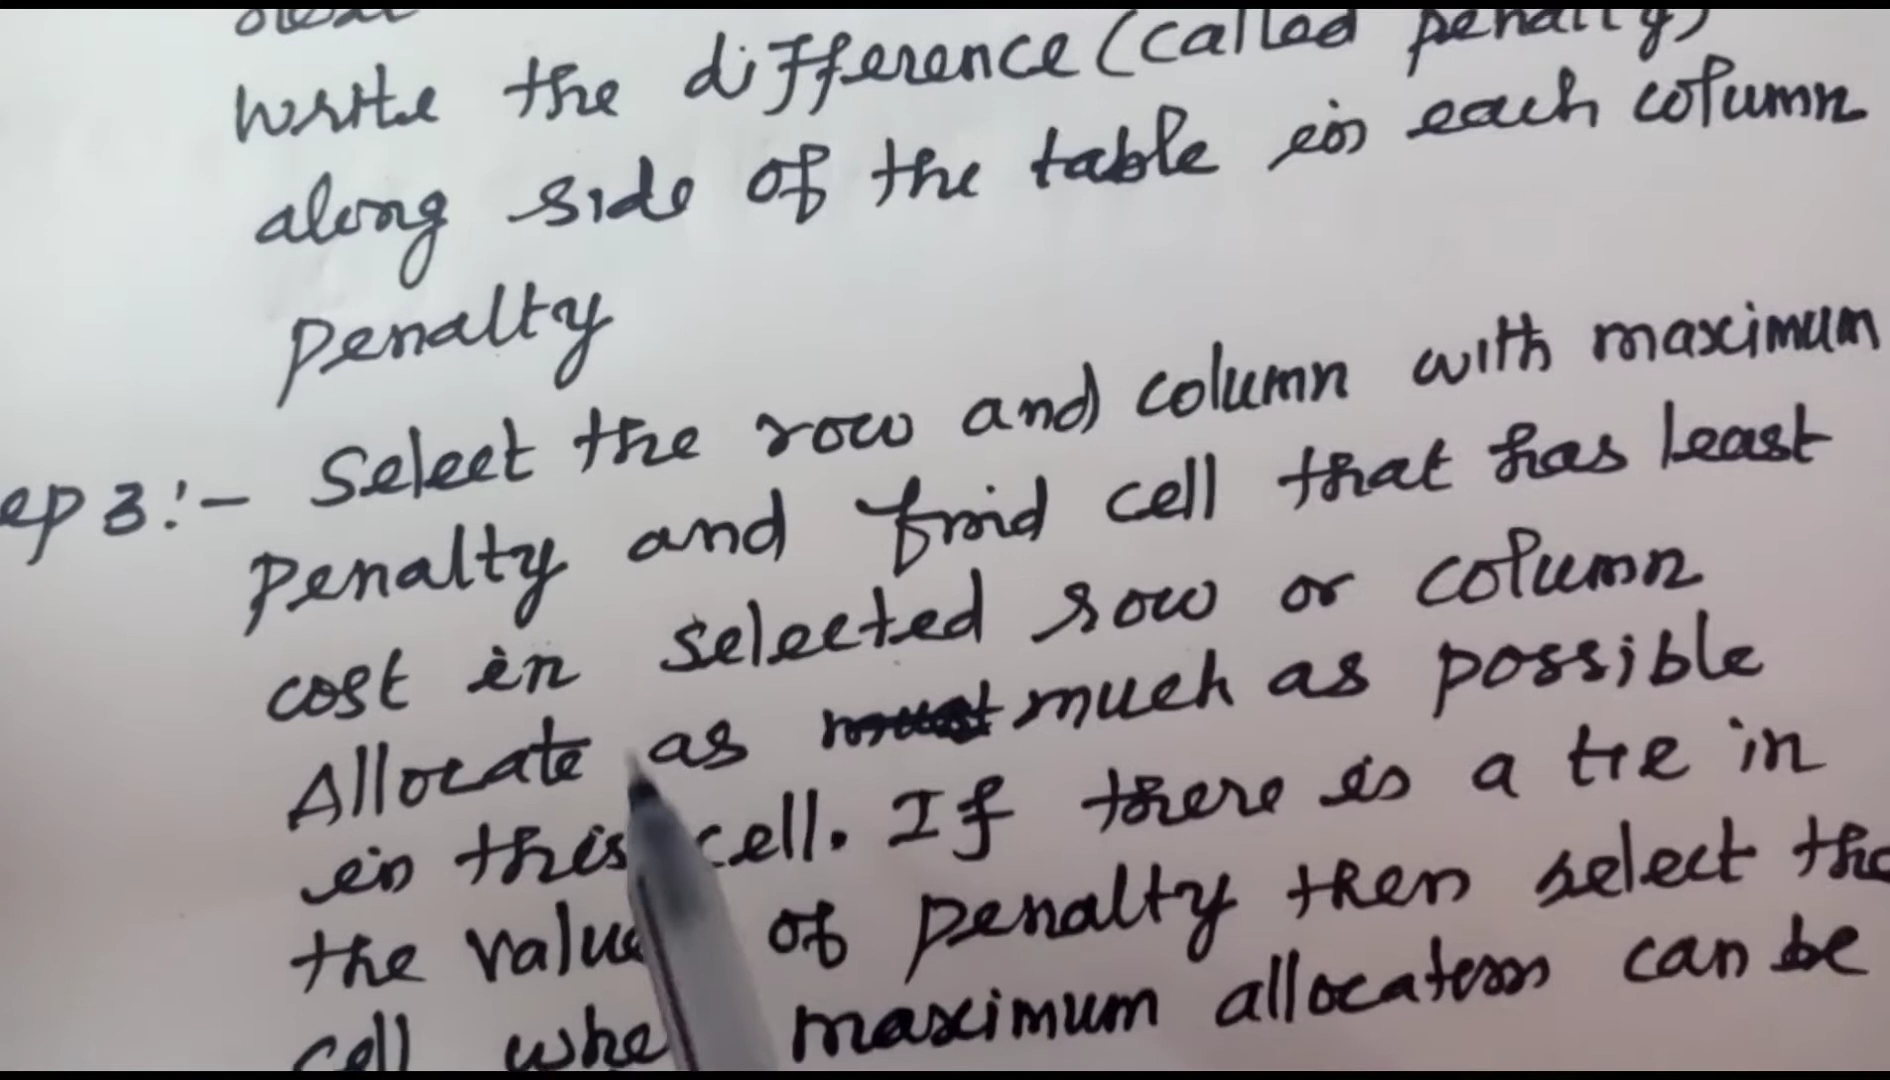 Write the difference (called penalty)
along side of the table in each column
Penalty
ep 3:- Select the row and column with maximum
Penalty and find cell that has least
cost in selected row or column
Allocate as much as possible
in this cell. If there is a tie in
the value of penalty then select the
cell whe maximum allocation can be